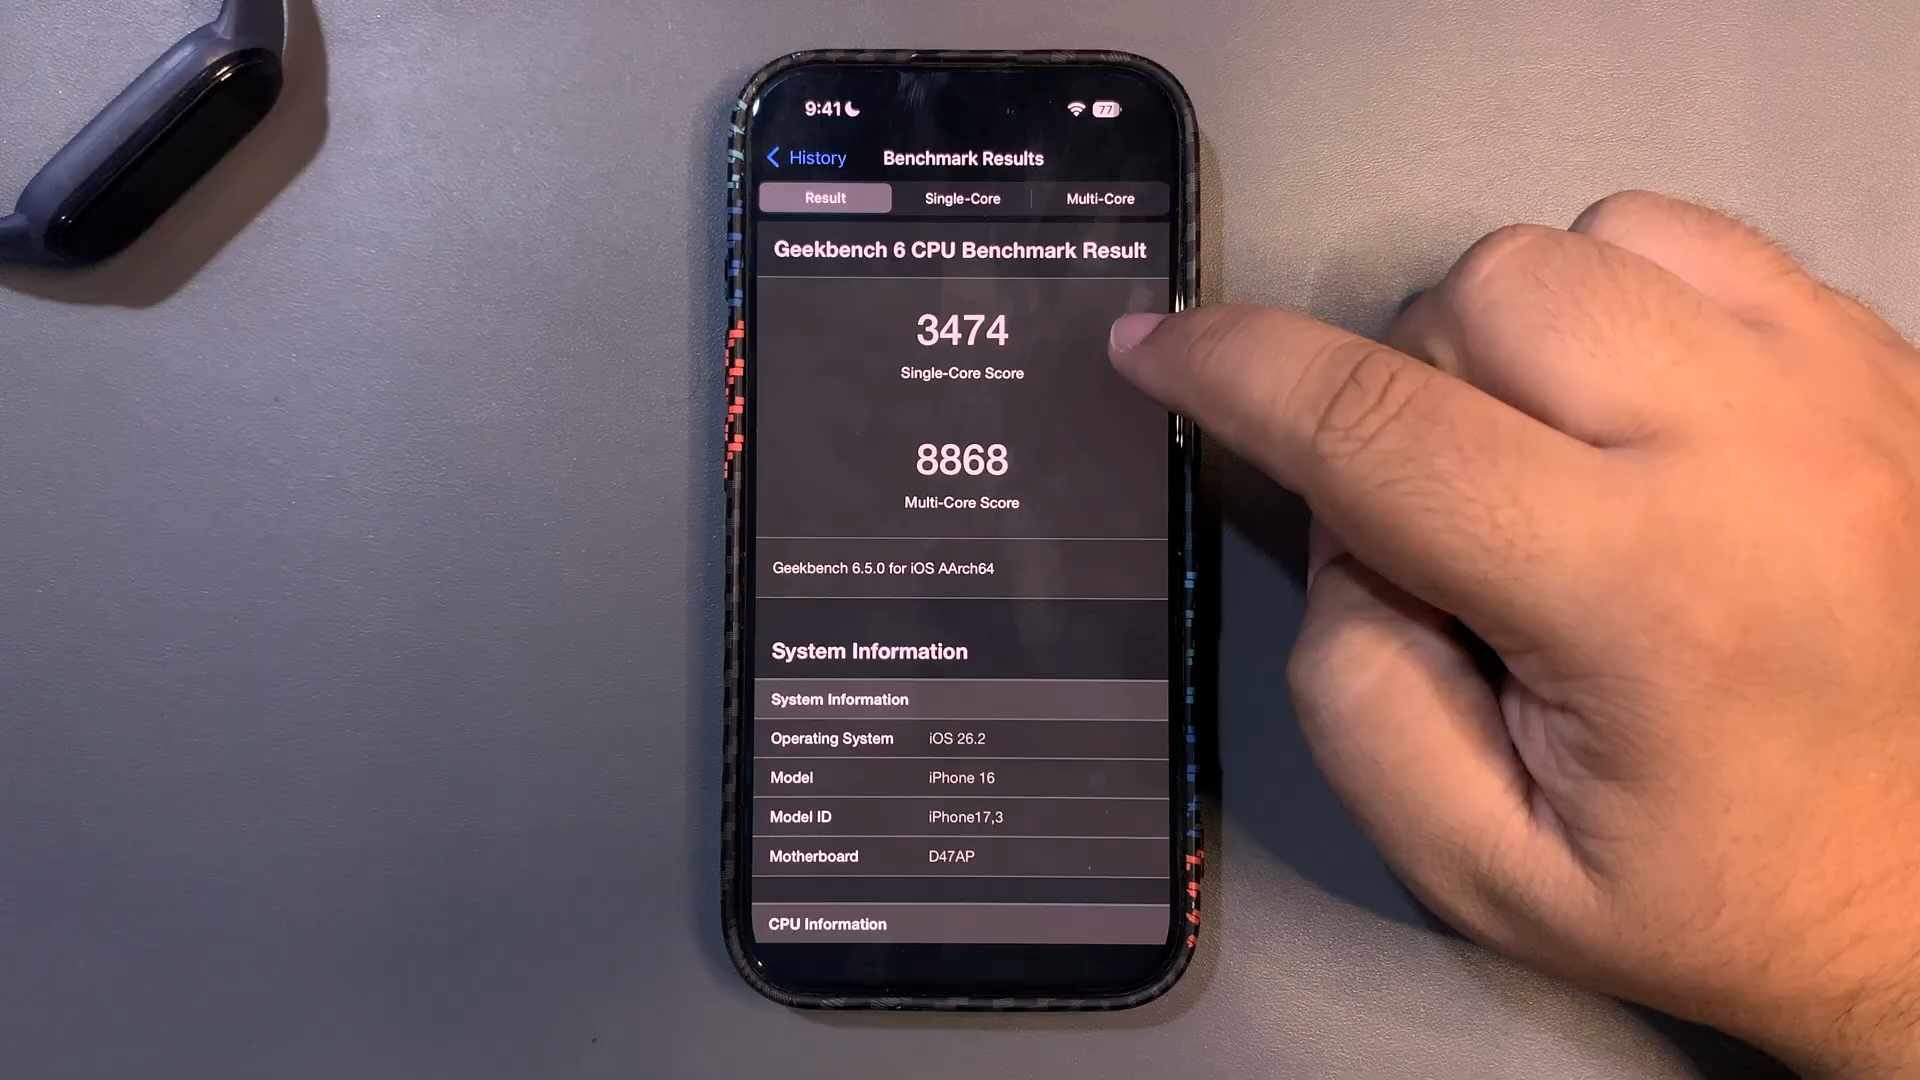 9:41
77
History
Benchmark Results
Result
Single-Core
Multi-Core
Geekbench 6 CPU Benchmark Result
3474
Single-Core Score
8868
Multi-Core Score
Geekbench 6.5.0 for iOS AArch64
System Information
System Information
Operating System iOS 26.2
Model iPhone 16
Model ID iPhone17,3
Motherboard D47AP
CPU Information